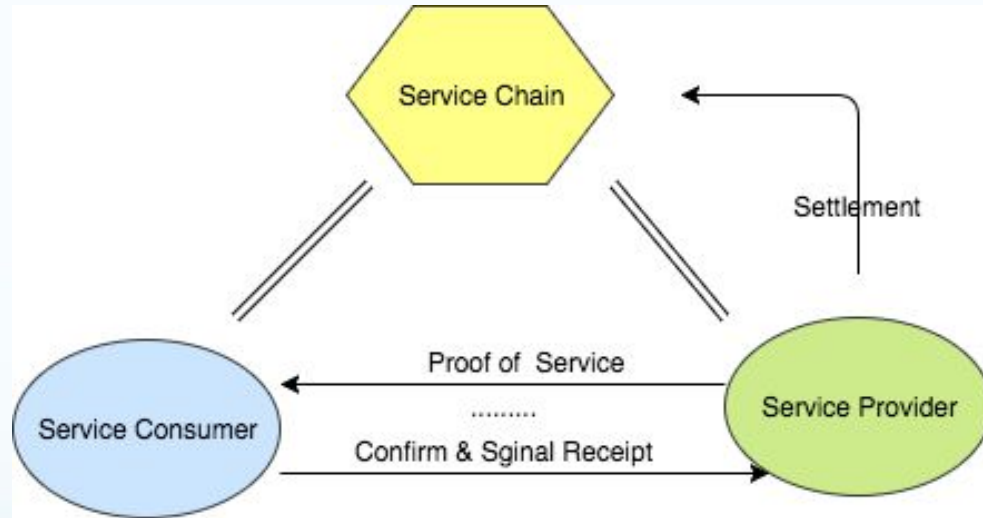 Service Chain
Settlement
Proof of Service
.........
Service Consumer
Service Provider
Confirm & Sginal Receipt